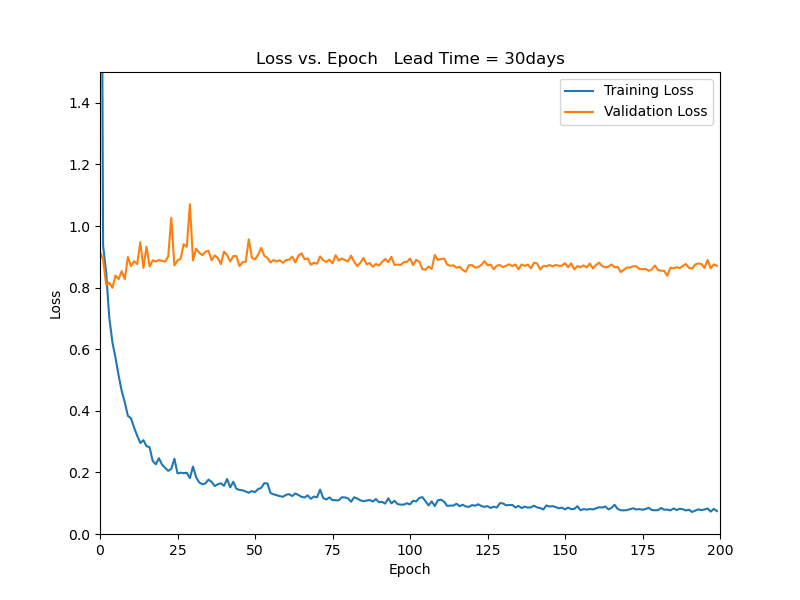 Loss vs. Epoch   Lead Time = 30days
Training Loss
Validation Loss
Loss
1.4
1.2
1.0
0.8
0.6
0.4
0.2
0.0
0 25 50 75 100 125 150 175 200
Epoch